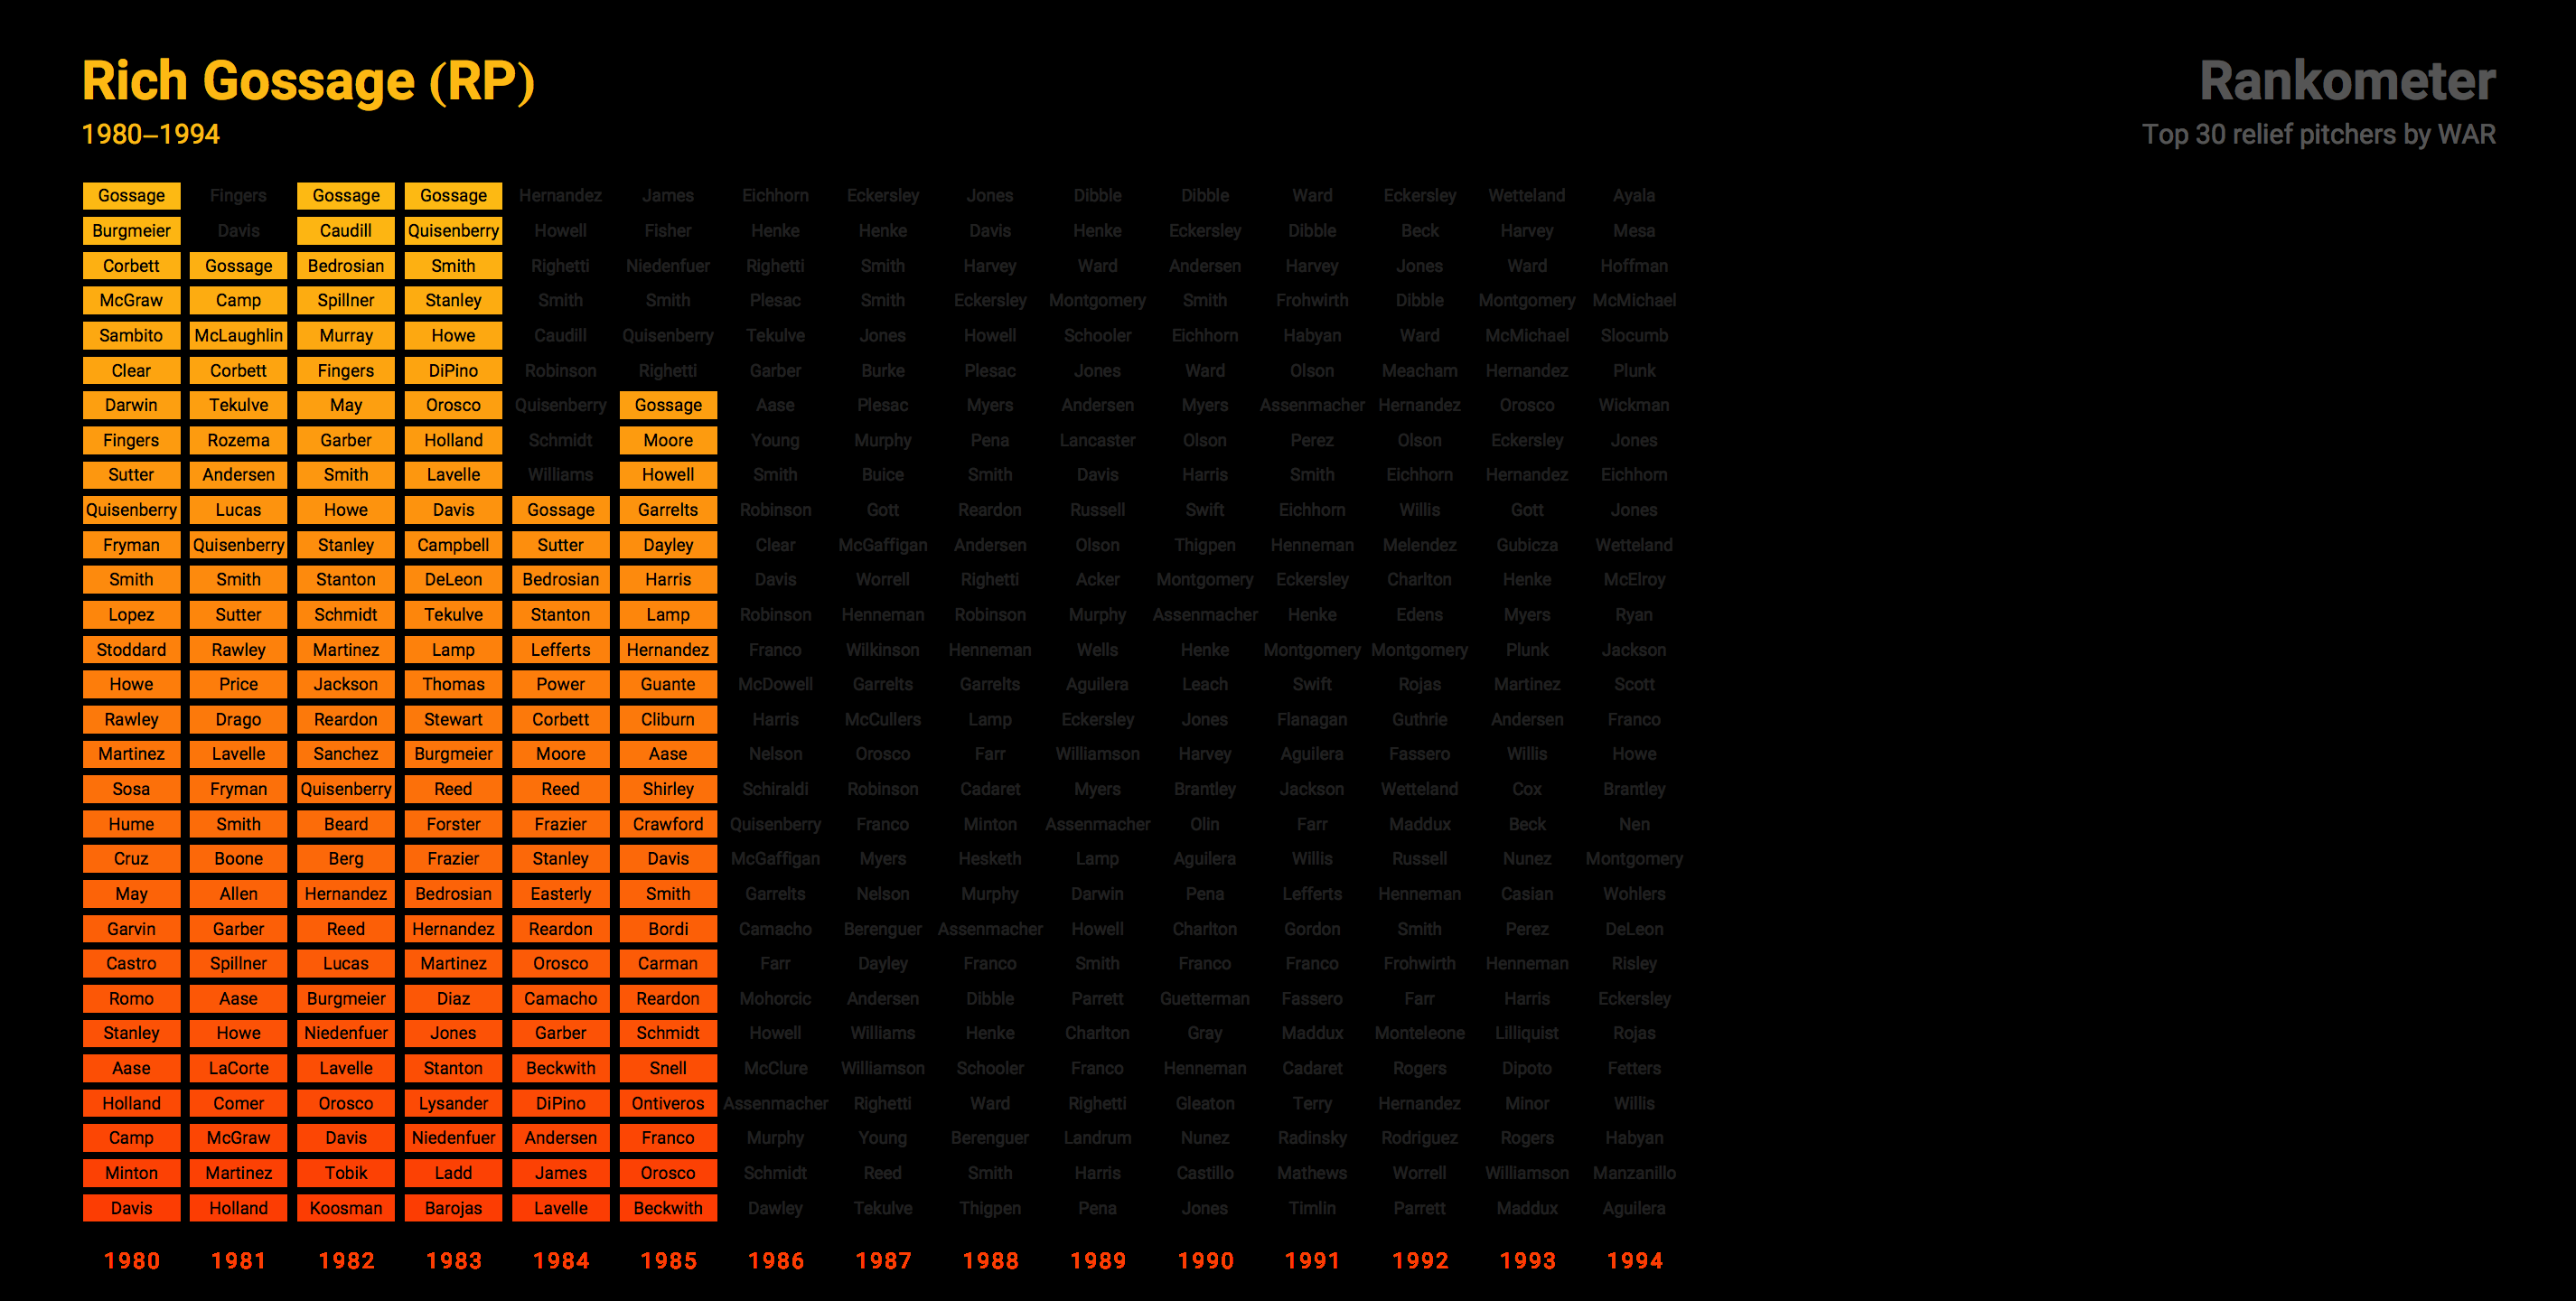 Rich Gossage (RP)
1980–1994
Rankometer
Top 30 relief pitchers by WAR
Gossage Fingers Gossage Gossage Hernandez James Eichhorn Eckersley Jones Dibble Dibble Ward Eckersley Wetteland Ayala
Burgmeier Davis Caudill Quisenberry Howell Fisher Henke Henke Davis Henke Eckersley Dibble Beck Harvey Mesa
Corbett Gossage Bedrosian Smith Righetti Niedenfuer Righetti Smith Harvey Ward Andersen Harvey Jones Ward Hoffman
McGraw Camp Spillner Stanley Smith Smith Plesac Smith Eckersley Montgomery Smith Frohwirth Dibble Montgomery McMichael
Sambito McLaughlin Murray Howe Caudill Quisenberry Tekulve Jones Howell Schooler Eichhorn Habyan Ward McMichael Slocumb
Clear Corbett Fingers DiPino Robinson Righetti Garber Burke Plesac Jones Ward Olson Meacham Hernandez Plunk
Darwin Tekulve May Orosco Quisenberry Gossage Aase Plesac Myers Andersen Myers Assenmacher Hernandez Orosco Wickman
Fingers Rozema Garber Holland Schmidt Moore Young Murphy Pena Lancaster Olson Perez Olson Eckersley Jones
Sutter Andersen Smith Lavelle Williams Howell Smith Buice Smith Davis Harris Smith Eichhorn Hernandez Eichhorn
Quisenberry Lucas Howe Davis Gossage Garrelts Robinson Gott Reardon Russell Swift Eichhorn Willis Gott Jones
Fryman Quisenberry Stanley Campbell Sutter Dayley Clear McGaffigan Andersen Olson Thigpen Henneman Melendez Gubicza Wetteland
Smith Smith Stanton DeLeon Bedrosian Harris Davis Worrell Righetti Acker Montgomery Eckersley Charlton Henke McElroy
Lopez Sutter Schmidt Tekulve Stanton Lamp Robinson Henneman Robinson Murphy Assenmacher Henke Edens Myers Ryan
Stoddard Rawley Martinez Lamp Lefferts Hernandez Franco Wilkinson Henneman Wells Henke Montgomery Montgomery Plunk Jackson
Howe Price Jackson Thomas Power Guante McDowell Garrelts Garrelts Aguilera Leach Swift Rojas Martinez Scott
Rawley Drago Reardon Stewart Corbett Cliburn Harris McCullers Lamp Eckersley Jones Flanagan Guthrie Andersen Franco
Martinez Lavelle Sanchez Burgmeier Moore Aase Nelson Orosco Farr Williamson Harvey Aguilera Fassero Willis Howe
Sosa Fryman Quisenberry Reed Reed Shirley Schiraldi Robinson Cadaret Myers Brantley Jackson Wetteland Cox Brantley
Hume Smith Beard Forster Frazier Crawford Quisenberry Franco Minton Assenmacher Olin Farr Maddux Beck Nen
Cruz Boone Berg Frazier Stanley Davis McGaffigan Myers Hesketh Lamp Aguilera Willis Russell Nunez Montgomery
May Allen Hernandez Bedrosian Easterly Smith Garrelts Nelson Murphy Darwin Pena Lefferts Henneman Casian Wohlers
Garvin Garber Reed Hernandez Reardon Bordi Camacho Berenguer Assenmacher Howell Charlton Gordon Smith Perez DeLeon
Castro Spillner Lucas Martinez Orosco Carman Farr Dayley Franco Smith Franco Franco Frohwirth Henneman Risley
Romo Aase Burgmeier Diaz Camacho Reardon Mohorcic Andersen Dibble Parrett Guetterman Fassero Farr Harris Eckersley
Stanley Howe Niedenfuer Jones Garber Schmidt Howell Williams Henke Charlton Gray Maddux Monteleone Lilliquist Rojas
Aase LaCorte Lavelle Stanton Beckwith Snell McClure Williamson Schooler Franco Henneman Cadaret Rogers Dipoto Fetters
Holland Comer Orosco Lysander DiPino Ontiveros Assenmacher Righetti Ward Righetti Gleaton Terry Hernandez Minor Willis
Camp McGraw Davis Niedenfuer Andersen Franco Murphy Young Berenguer Landrum Nunez Radinsky Rodriguez Rogers Habyan
Minton Martinez Tobik Ladd James Orosco Schmidt Reed Smith Harris Castillo Mathews Worrell Williamson Manzanillo
Davis Holland Koosman Barojas Lavelle Beckwith Dawley Tekulve Thigpen Pena Jones Timlin Parrett Maddux Aguilera
1980 1981 1982 1983 1984 1985 1986 1987 1988 1989 1990 1991 1992 1993 1994